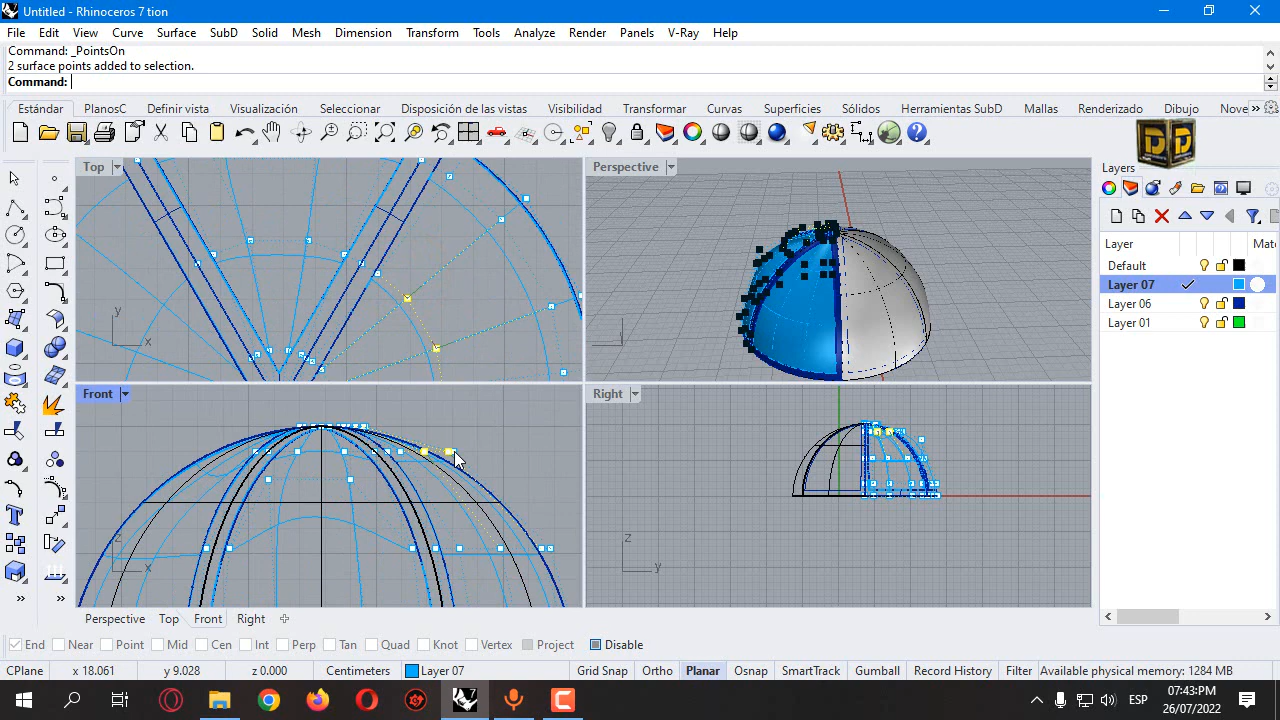 Untitled - Rhinoceros 7 tion
File Edit View Curve Surface SubD Solid Mesh Dimension Transform Tools Analyze Render Panels V-Ray Help
Command: _PointsOn
2 surface points added to selection.
Command:
Estándar PlanosC Definir vista Visualización Seleccionar Disposición de las vistas Visibilidad Transformar Curvas Superficies Sólidos Herramientas SubD Mallas Renderizado Dibujo Nove
Top
Perspective
Layers
Layer Mate
Default
Layer 07
Layer 06
Layer 01
y
x
Front
Right
z
x
z
y
Perspective Top Front Right
End Near Point Mid Cen Int Perp Tan Quad Knot Vertex Project Disable
CPlane x 18.061 y 9.028 z 0.000 Centimeters Layer 07 Grid Snap Ortho Planar Osnap SmartTrack Gumball Record History Filter Available physical memory: 1284 MB
ESP
07:43:PM
26/07/2022